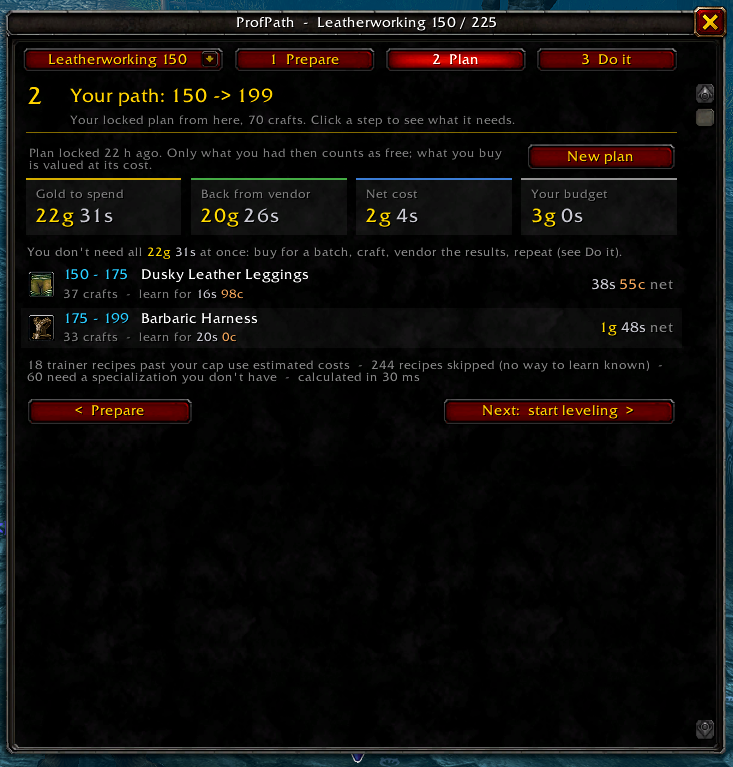 ProfPath - Leatherworking 150 / 225
Leatherworking 150
1 Prepare
2 Plan
3 Do it
2 Your path: 150 -> 199
Your locked plan from here, 70 crafts. Click a step to see what it needs.
Plan locked 22 h ago. Only what you had then counts as free; what you buy
is valued at its cost.
New plan
Gold to spend
22g 31s
Back from vendor
20g 26s
Net cost
2g 4s
Your budget
3g 0s
You don't need all 22g 31s at once: buy for a batch, craft, vendor the results, repeat (see Do it).
150 - 175 Dusky Leather Leggings
37 crafts - learn for 16s 98c
38s 55c net
175 - 199 Barbaric Harness
33 crafts - learn for 20s 0c
1g 48s net
18 trainer recipes past your cap use estimated costs - 244 recipes skipped (no way to learn known) -
60 need a specialization you don't have - calculated in 30 ms
< Prepare
Next: start leveling >